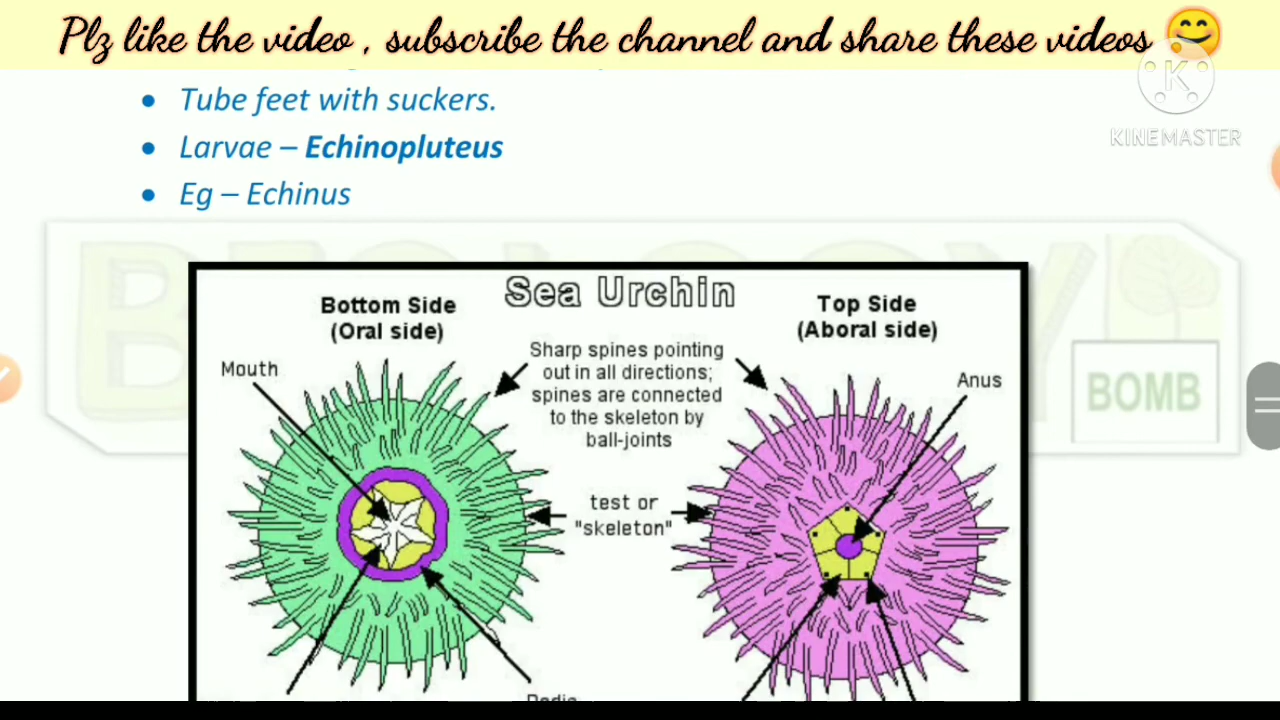 Plz like the video , subscribe the channel and share these videos 😊
K
KINEMASTER
• Tube feet with suckers.
• Larvae – Echinopluteus
• Eg – Echinus
BIOLOGY
BOMB
Sea Urchin
Bottom Side
(Oral side)
Top Side
(Aboral side)
Mouth
Sharp spines pointing
out in all directions;
spines are connected
to the skeleton by
ball-joints
Anus
test or
"skeleton"